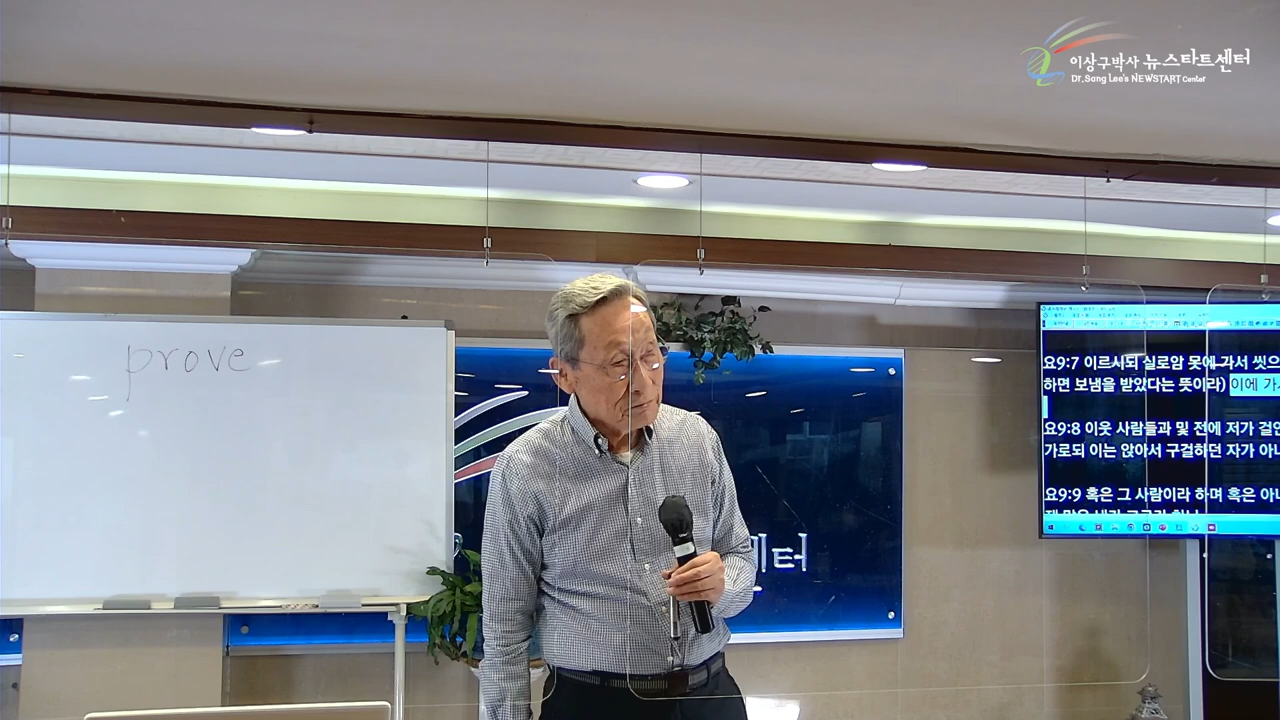 이상구박사 뉴스타트센터
Dr. Sang Lee's NEWSTART Center
prove
요9:7 이르시되 실로암 못에 가서 씻으
하면 보냄을 받았다는 뜻이라) 이에 가서
요9:8 이웃 사람들과 및 전에 저가 걸인
가로되 이는 앉아서 구걸하던 자가 아니
요9:9 혹은 그 사람이라 하며 혹은 아니
센터